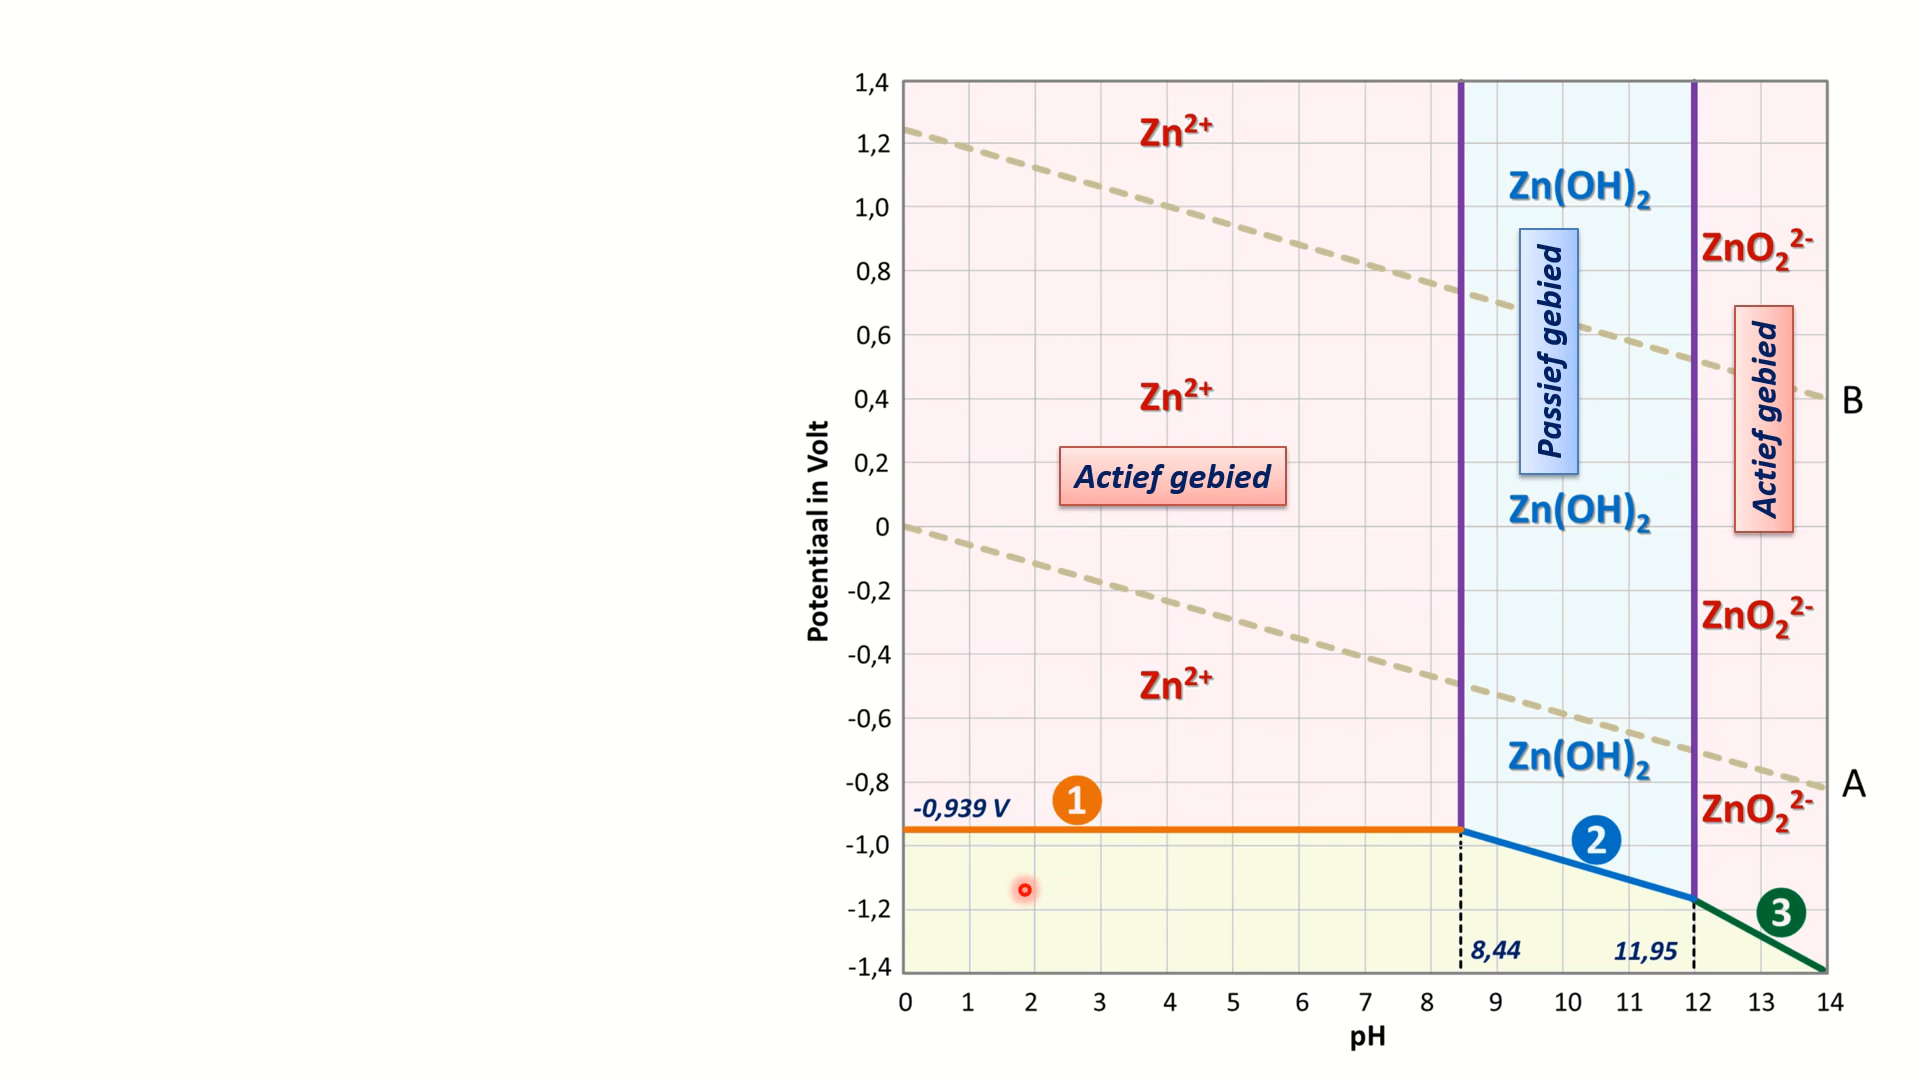 1,4
1,2
1,0
0,8
0,6
0,4
0,2
0
-0,2
-0,4
-0,6
-0,8
-1,0
-1,2
-1,4
Potentiaal in Volt
Zn²⁺
Zn²⁺
Actief gebied
Zn²⁺
-0,939 V
1
Zn(OH)₂
Passief gebied
Zn(OH)₂
Zn(OH)₂
2
ZnO₂²⁻
Actief gebied
ZnO₂²⁻
ZnO₂²⁻
3
B
A
8,44
11,95
0 1 2 3 4 5 6 7 8 9 10 11 12 13 14
pH